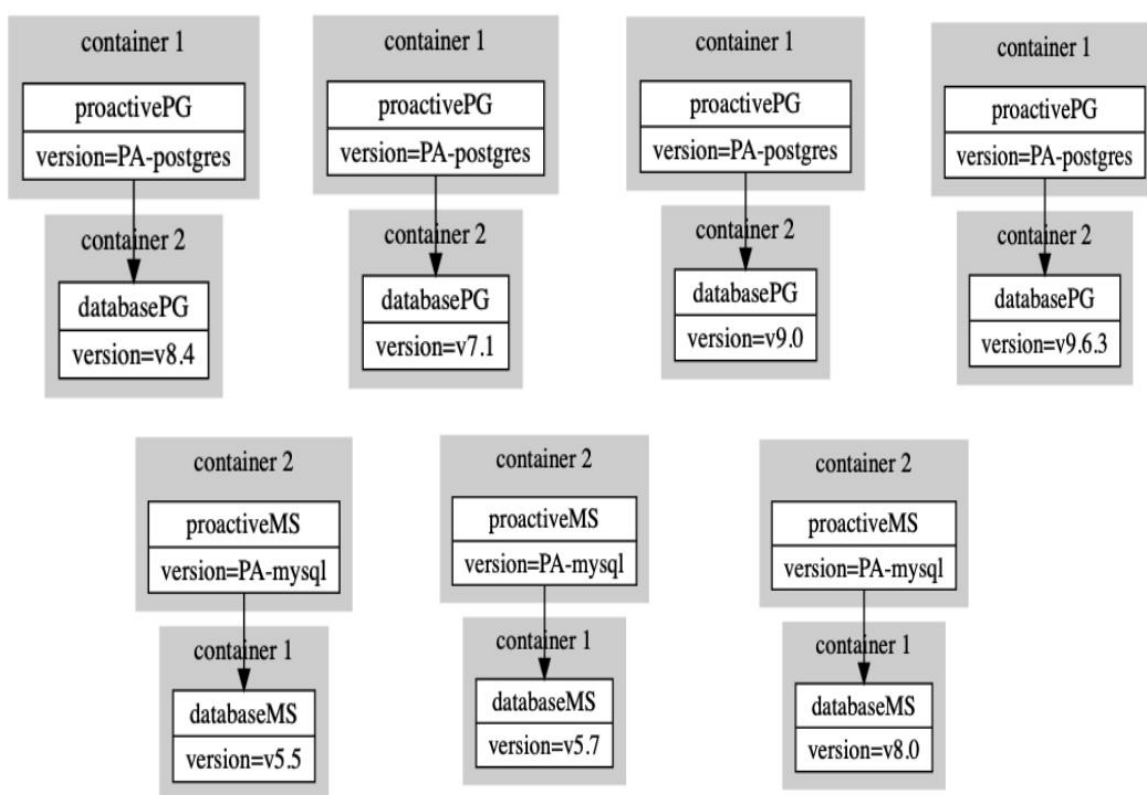 container 1
proactivePG
version=PA-postgres
container 2
databasePG
version=v8.4
container 1
proactivePG
version=PA-postgres
container 2
databasePG
version=v7.1
container 1
proactivePG
version=PA-postgres
container 2
databasePG
version=v9.0
container 1
proactivePG
version=PA-postgres
container 2
databasePG
version=v9.6.3
container 2
proactiveMS
version=PA-mysql
container 1
databaseMS
version=v5.5
container 2
proactiveMS
version=PA-mysql
container 1
databaseMS
version=v5.7
container 2
proactiveMS
version=PA-mysql
container 1
databaseMS
version=v8.0